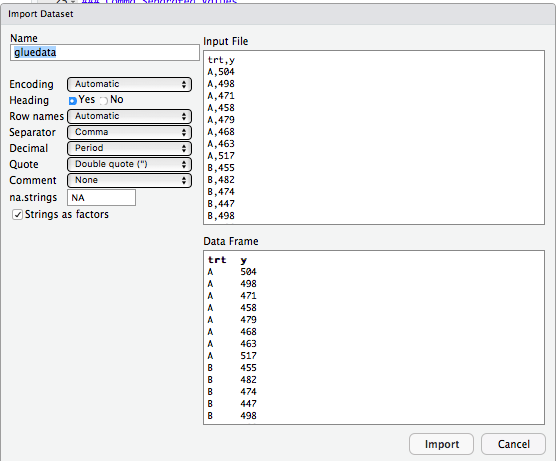 25 ### Comma Separated Values
Import Dataset
Name
gluedata
Encoding Automatic
Heading Yes No
Row names Automatic
Separator Comma
Decimal Period
Quote Double quote (")
Comment None
na.strings NA
Strings as factors
Input File
trt,y
A,504
A,498
A,471
A,458
A,479
A,468
A,463
A,517
B,455
B,482
B,474
B,447
B,498
Data Frame
trt y
A 504
A 498
A 471
A 458
A 479
A 468
A 463
A 517
B 455
B 482
B 474
B 447
B 498
Import Cancel